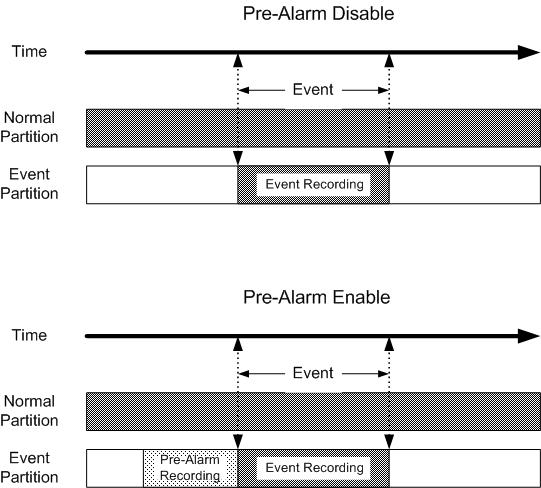 Pre-Alarm Disable
Time
Event
Normal
Partition
Event
Partition
Event Recording
Pre-Alarm Enable
Time
Event
Normal
Partition
Event
Partition
Pre-Alarm
Recording
Event Recording